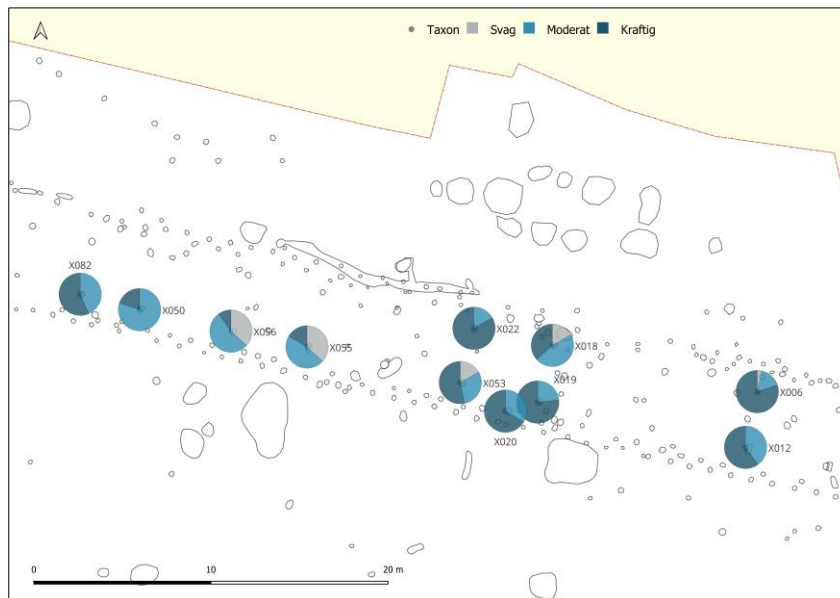 Taxon Svag Moderat Kraftig
X082
X050
X056
X055
X022
X018
X053
X019
X020
X006
X012
0 10 20 m